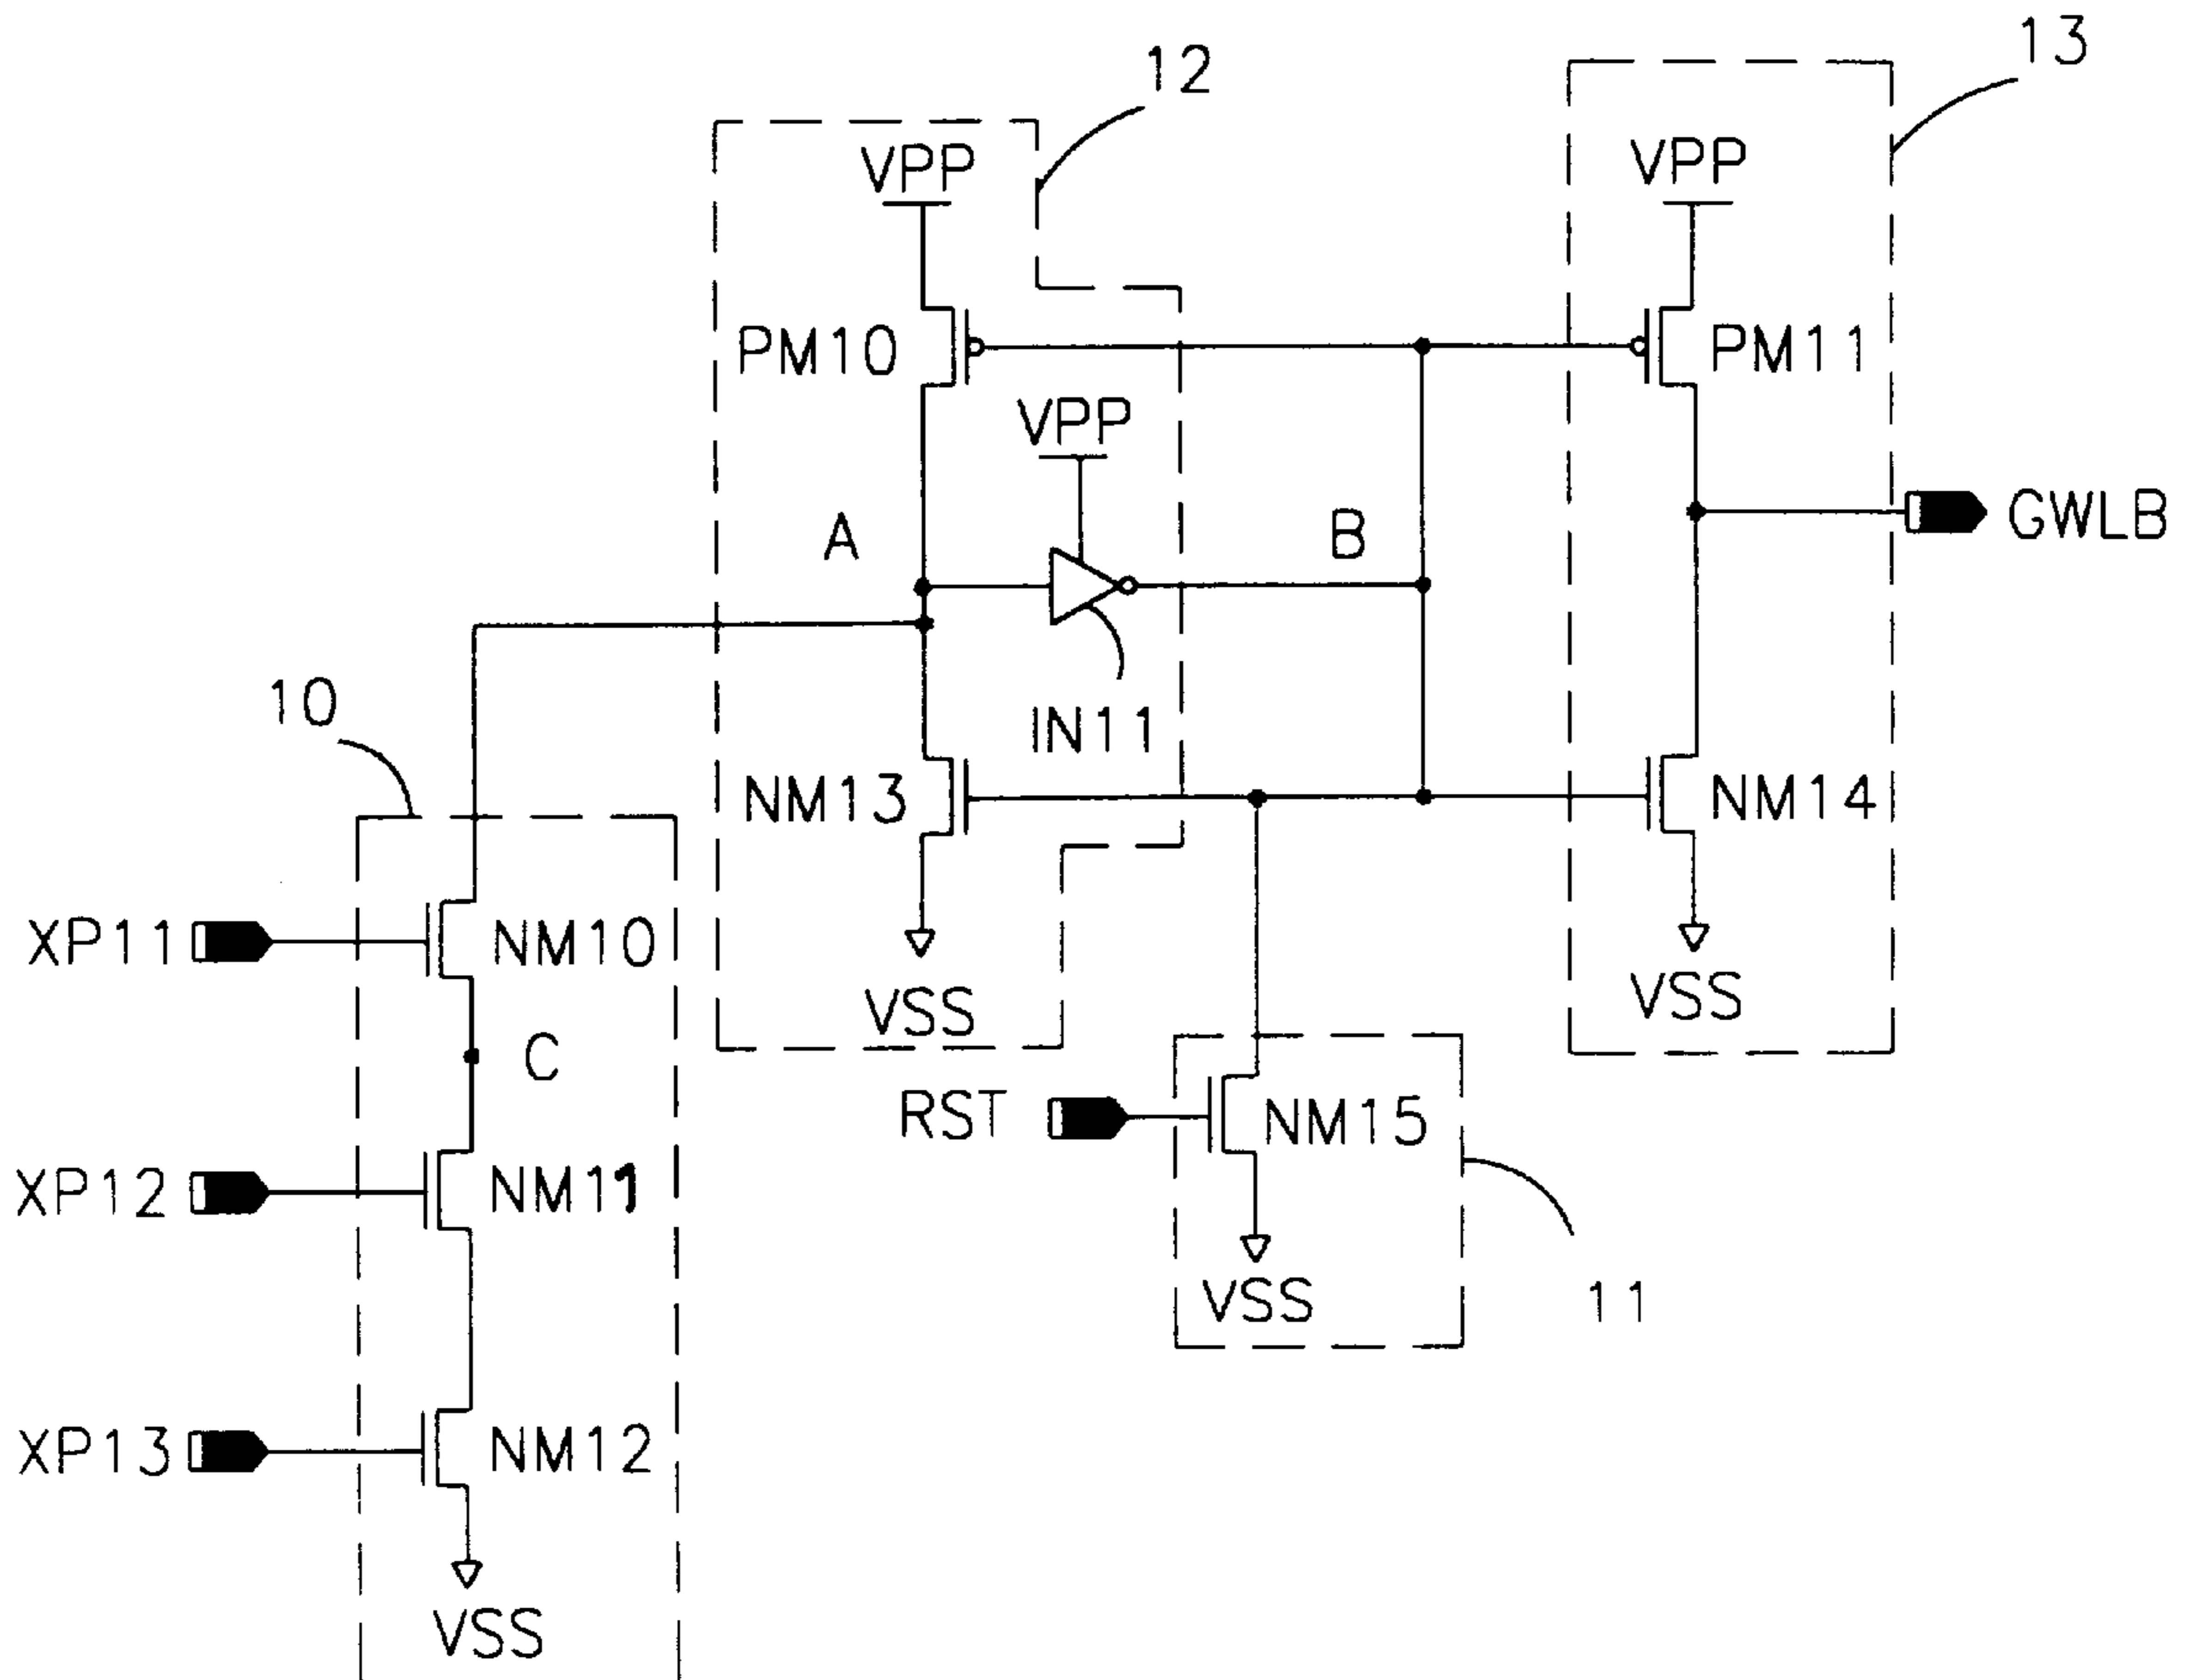 13
12
VPP
VPP
PM10
PM11
VPP
A
B
GWLB
10
IN11
NM13
NM14
XP11
NM10
VSS
VSS
C
RST
NM15
XP12
NM11
VSS
11
XP13
NM12
VSS